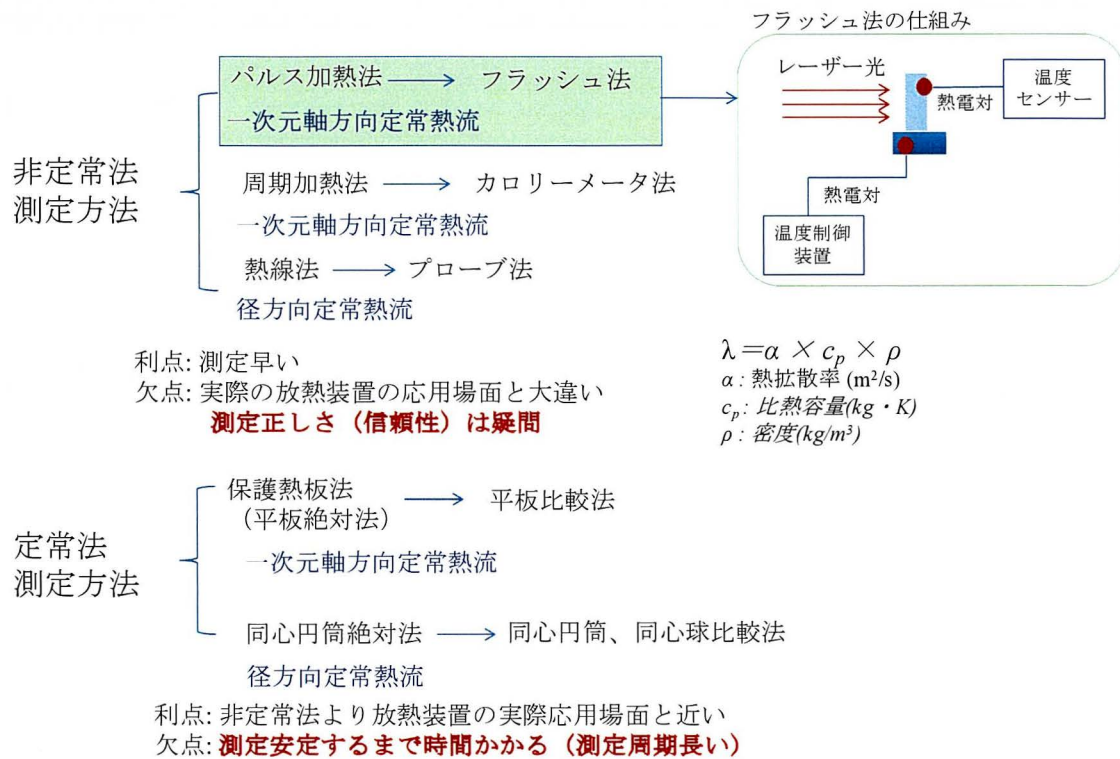 フラッシュ法の仕組み
パルス加熱法
フラッシュ法
一次元軸方向定常熱流
レーザー光
熱電対
温度
センサー
熱電対
温度制御
装置
非定常法
測定方法
周期加熱法
カロリーメータ法
一次元軸方向定常熱流
熱線法
プローブ法
径方向定常熱流
利点: 測定早い
欠点: 実際の放熱装置の応用場面と大違い
測定正しさ（信頼性）は疑問
λ=α × cₚ × ρ
α : 熱拡散率 (m²/s)
cₚ : 比熱容量(kg・K)
ρ : 密度(kg/m³)
定常法
測定方法
保護熱板法
（平板絶対法）
平板比較法
一次元軸方向定常熱流
同心円筒絶対法
同心円筒、同心球比較法
径方向定常熱流
利点: 非定常法より放熱装置の実際応用場面と近い
欠点: 測定安定するまで時間かかる（測定周期長い）